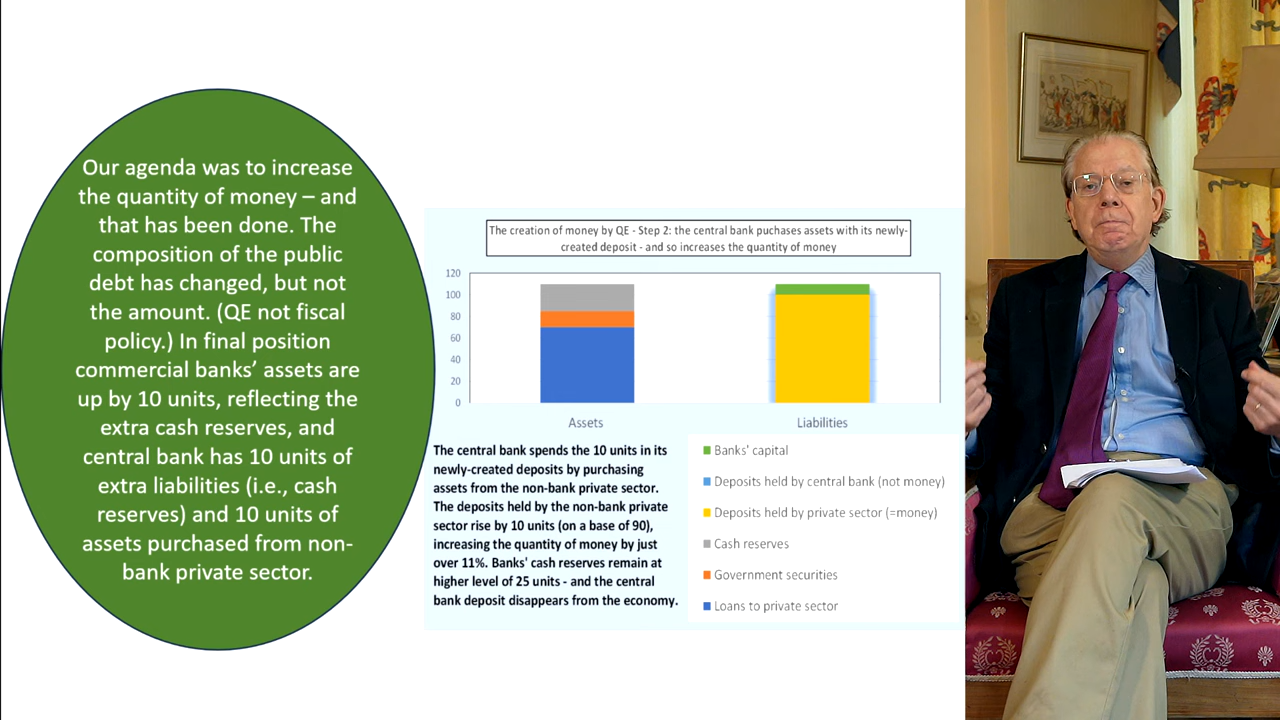 Our agenda was to increase
the quantity of money – and
that has been done. The
composition of the public
debt has changed, but not
the amount. (QE not fiscal
policy.) In final position
commercial banks’ assets are
up by 10 units, reflecting the
extra cash reserves, and
central bank has 10 units of
extra liabilities (i.e., cash
reserves) and 10 units of
assets purchased from non-
bank private sector.
The creation of money by QE - Step 2: the central bank puchases assets with its newly-
created deposit - and so increases the quantity of money
120
100
80
60
40
20
0
Assets
Liabilities
The central bank spends the 10 units in its
newly-created deposits by purchasing
assets from the non-bank private sector.
The deposits held by the non-bank private
sector rise by 10 units (on a base of 90),
increasing the quantity of money by just
over 11%. Banks' cash reserves remain at
higher level of 25 units - and the central
bank deposit disappears from the economy.
Banks' capital
Deposits held by central bank (not money)
Deposits held by private sector (=money)
Cash reserves
Government securities
Loans to private sector